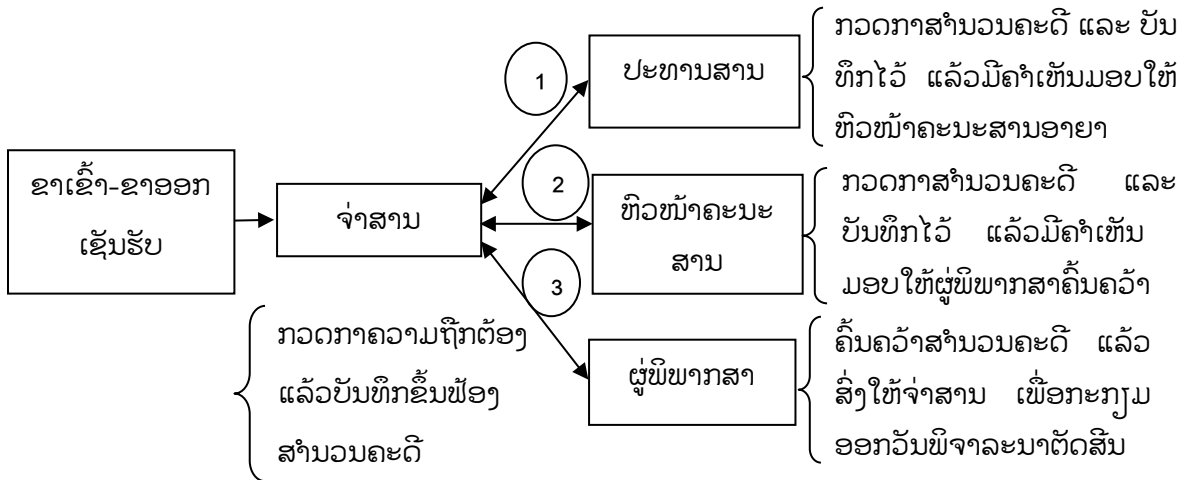 ຂາເຂົ້າ-ຂາອອກ
ເຊັນຮັບ
ຈ່າສານ
ກວດກາຄວາມຖືກຕ້ອງ
ແລ້ວບັນທຶກຂຶ້ນຟ້ອງ
ສຳນວນຄະດີ
1
ປະທານສານ
ກວດກາສຳນວນຄະດີ ແລະ ບັນ
ທຶກໄວ້ ແລ້ວມີຄຳເຫັນມອບໃຫ້
ຫົວໜ້າຄະນະສານອາຍາ
2
ຫົວໜ້າຄະນະ
ສານ
ກວດກາສຳນວນຄະດີ ແລະ
ບັນທຶກໄວ້ ແລ້ວມີຄຳເຫັນ
ມອບໃຫ້ຜູ່ພິພາກສາຄົ້ນຄວ້າ
3
ຜູ່ພິພາກສາ
ຄົ້ນຄວ້າສຳນວນຄະດີ ແລ້ວ
ສົ່ງໃຫ້ຈ່າສານ ເພື່ອກະກຽມ
ອອກວັນພິຈາລະນາຕັດສີນ